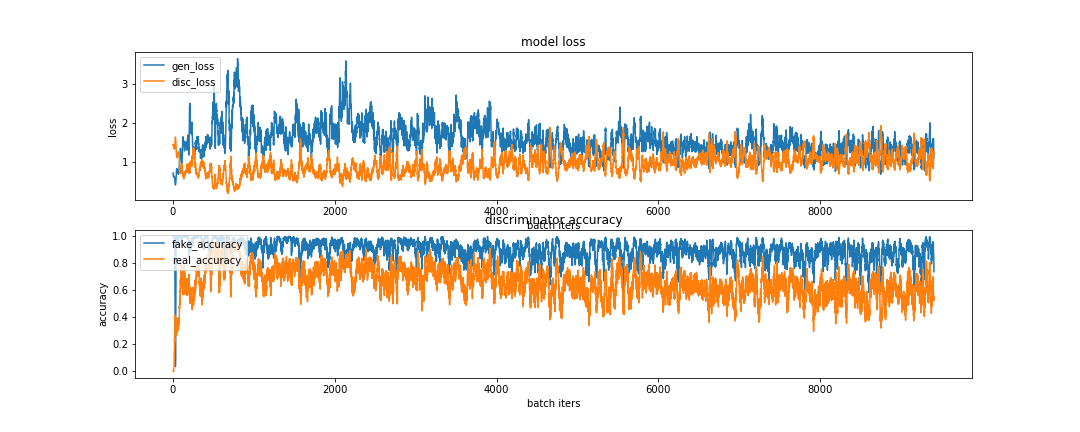 model loss
gen_loss
disc_loss
3
2
1
loss
0
2000
4000
6000
8000
batch iters
discriminator accuracy
fake_accuracy
real_accuracy
1.0
0.8
0.6
0.4
0.2
0.0
accuracy
0
2000
4000
6000
8000
batch iters